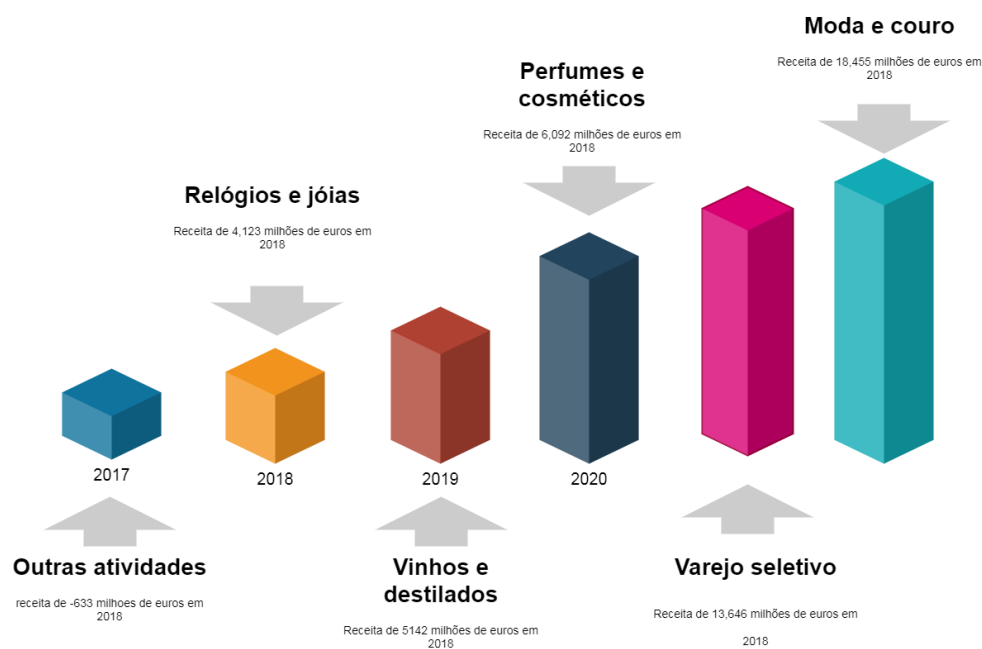 Moda e couro
Receita de 18,455 milhões de euros em
2018
Perfumes e
cosméticos
Receita de 6,092 milhões de euros em
2018
Relógios e jóias
Receita de 4,123 milhões de euros em
2018
2017
2018
2019
2020
Outras atividades
receita de -633 milhoes de euros em
2018
Vinhos e
destilados
Receita de 5142 milhões de euros em
2018
Varejo seletivo
Receita de 13,646 milhões de euros em
2018